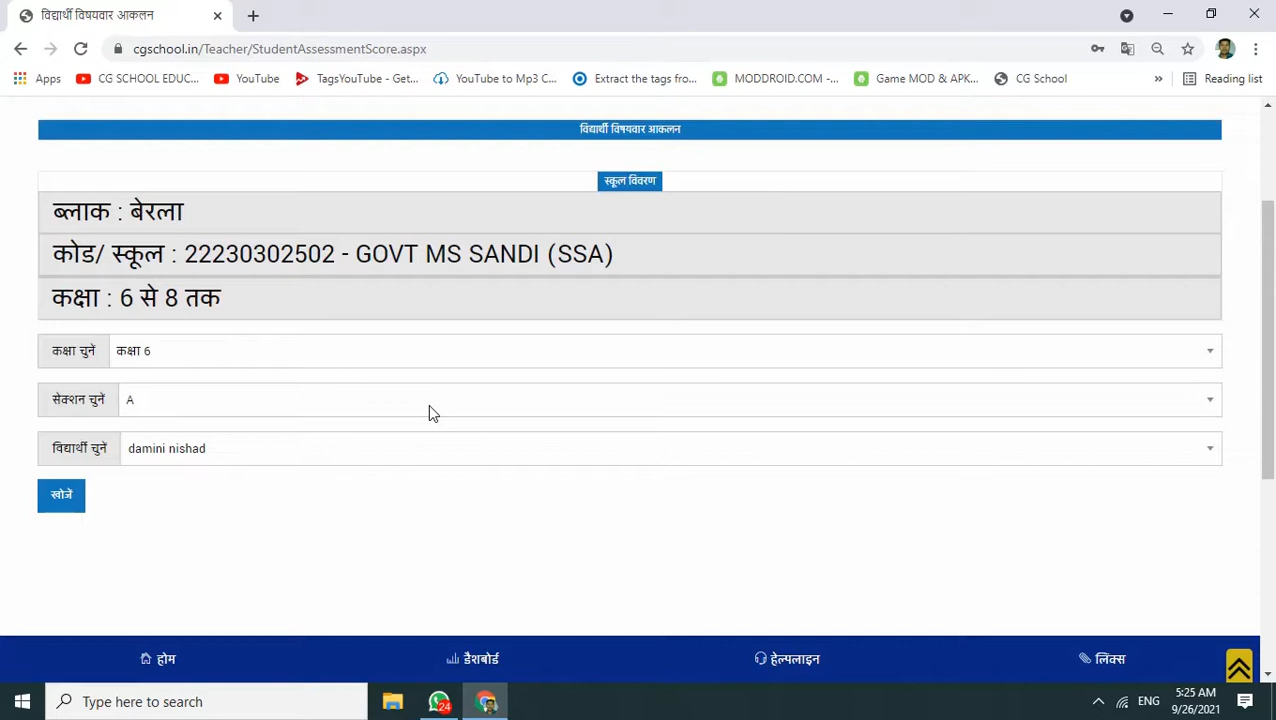 विद्यार्थी विषयवार आकलन
cgschool.in/Teacher/StudentAssessmentScore.aspx
Apps
CG SCHOOL EDUC...
YouTube
TagsYouTube - Get...
YouTube to Mp3 C...
Extract the tags fro...
MODDROID.COM -...
Game MOD & APK...
CG School
»
Reading list
विद्यार्थी विषयवार आकलन
स्कूल विवरण
ब्लाक : बेरला
कोड/ स्कूल : 22230302502 - GOVT MS SANDI (SSA)
कक्षा : 6 से 8 तक
कक्षा चुनें कक्षा 6
सेक्शन चुनें A
विद्यार्थी चुनें damini nishad
खोजें
होम
डैशबोर्ड
हेल्पलाइन
लिंक्स
Type here to search
24
ENG
5:25 AM
9/26/2021